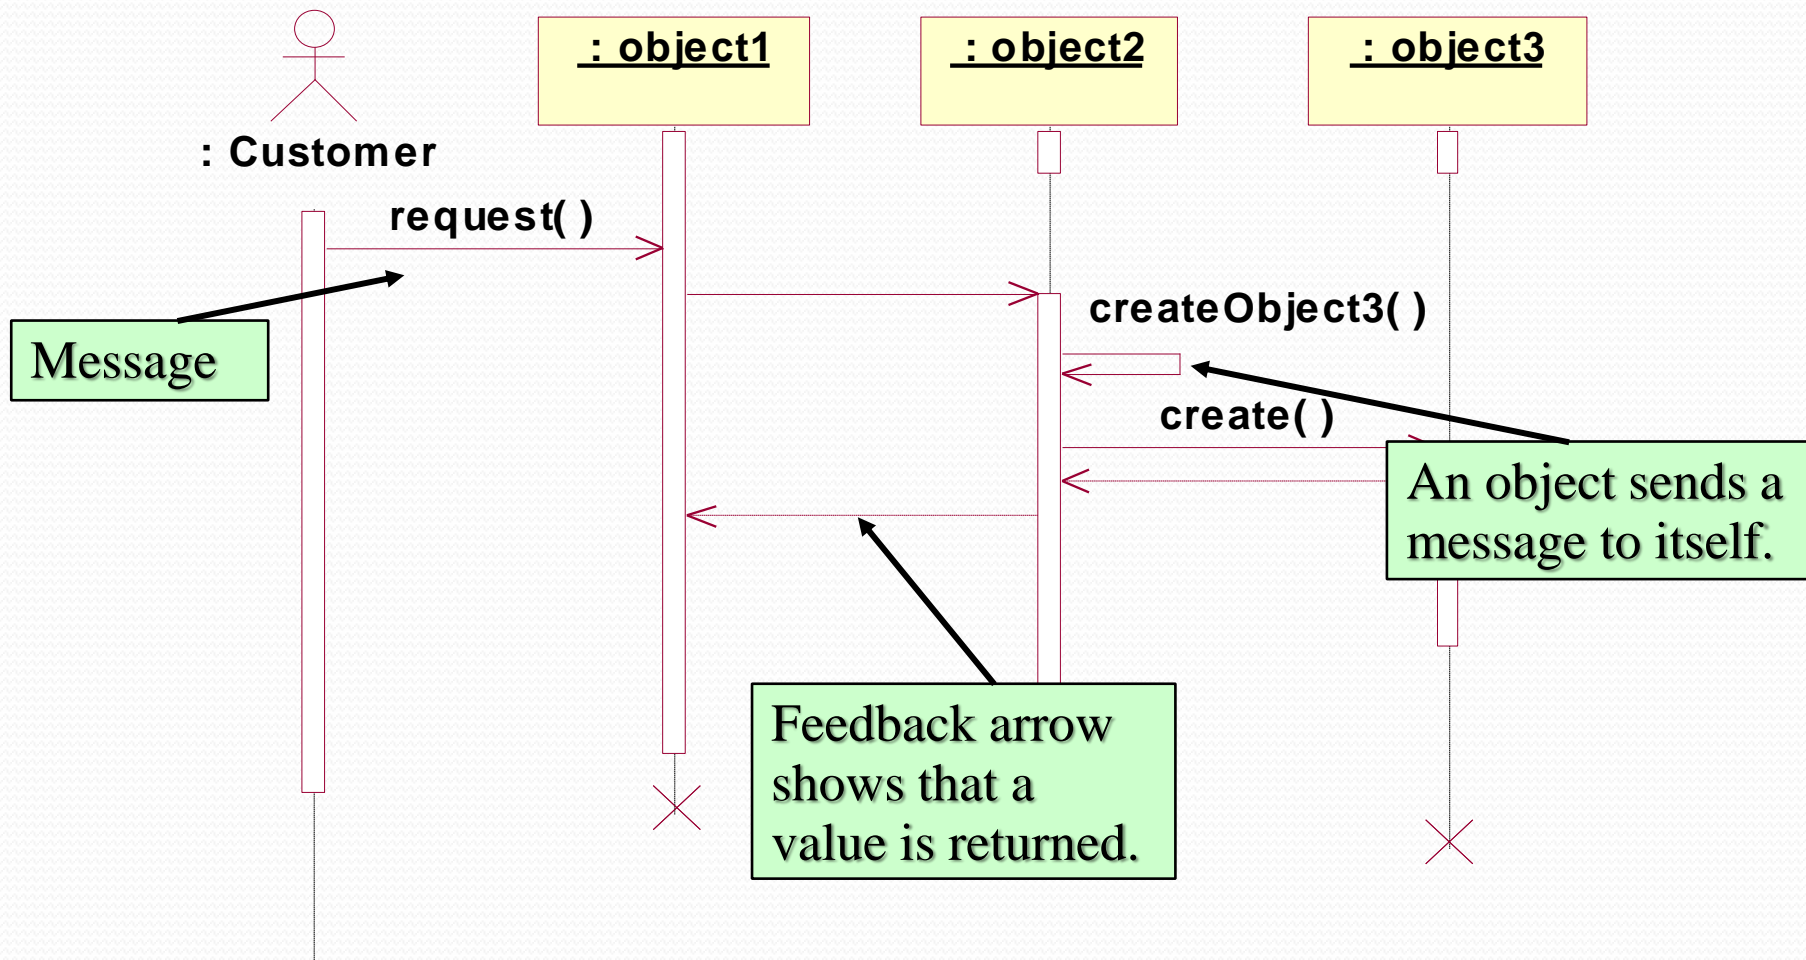 : object1
: object2
: object3
: Customer
request( )
createObject3( )
Message
create( )
An object sends a
message to itself.
Feedback arrow
shows that a
value is returned.